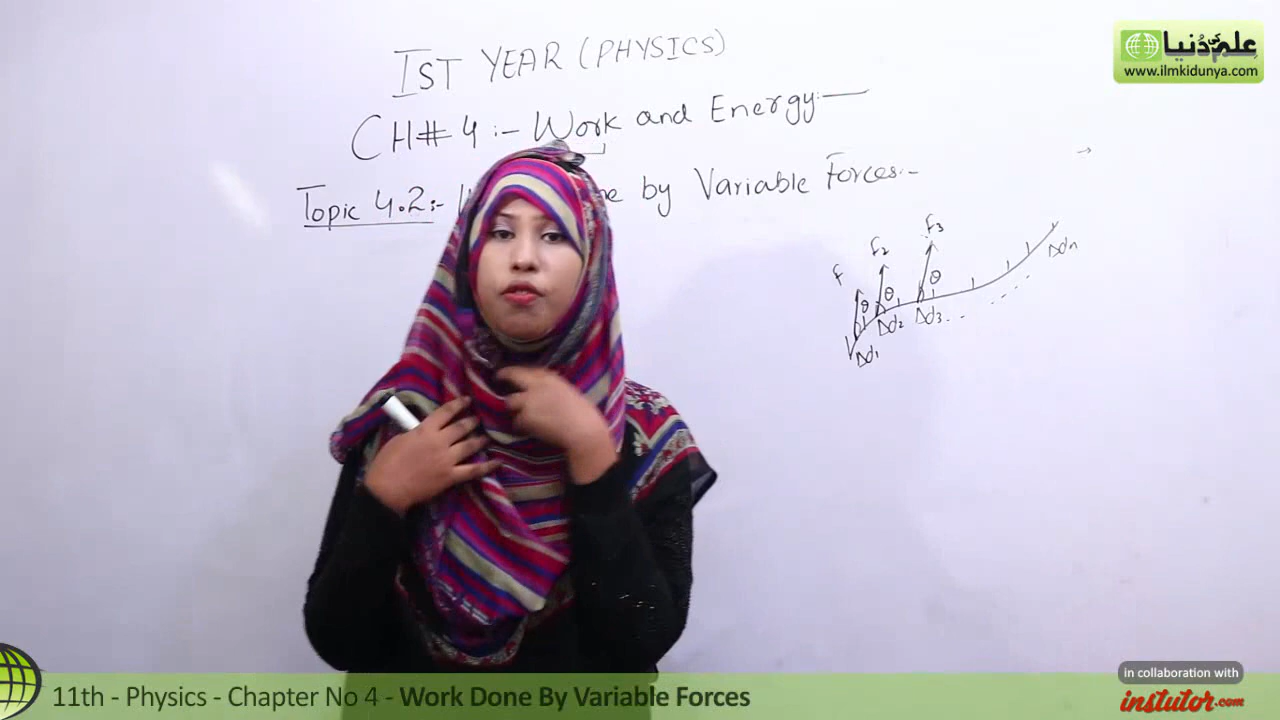 IST YEAR (PHYSICS)
CH# 4 :- Work and Energy:—
Topic 4.2:- by Variable Forces:-
علم کی دُنیا
www.ilmkidunya.com
F F2 F3
θ θ θ
Δd1 Δd2 Δd3 Δdn
11th - Physics - Chapter No 4 - Work Done By Variable Forces
in collaboration with
instutor.com